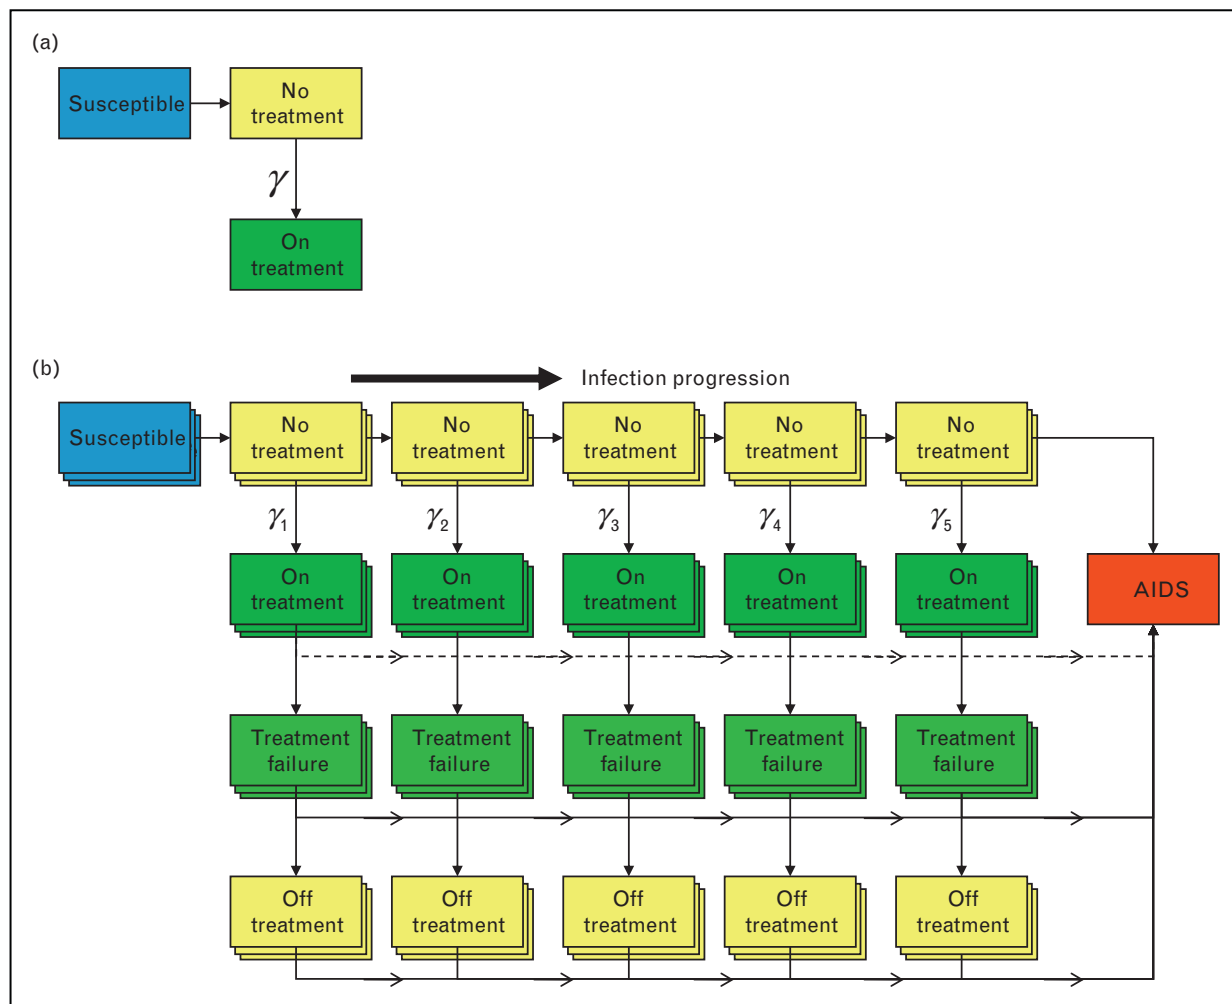 (a)
Susceptible
No
treatment
γ
On
treatment
(b)
Infection progression
Susceptible
No
treatment
No
treatment
No
treatment
No
treatment
No
treatment
γ1
γ2
γ3
γ4
γ5
On
treatment
On
treatment
On
treatment
On
treatment
On
treatment
AIDS
Treatment
failure
Treatment
failure
Treatment
failure
Treatment
failure
Treatment
failure
Off
treatment
Off
treatment
Off
treatment
Off
treatment
Off
treatment